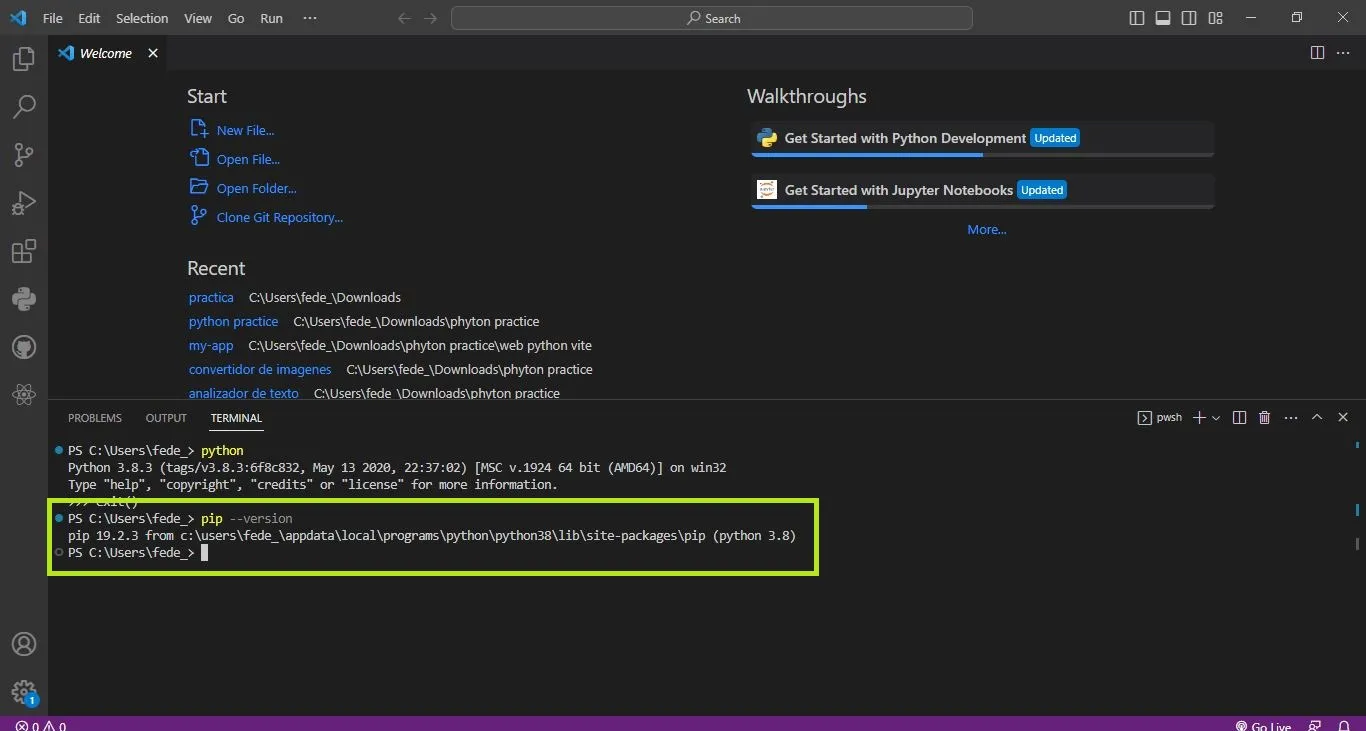 File Edit Selection View Go Run ···
Search
Welcome
Start
New File...
Open File...
Open Folder...
Clone Git Repository...
Recent
practica C:\Users\fede_\Downloads
python practice C:\Users\fede_\Downloads\phyton practice
my-app C:\Users\fede_\Downloads\phyton practice\web python vite
convertidor de imagenes C:\Users\fede_\Downloads\phyton practice
analizador de texto C:\Users\fede_\Downloads\phyton practice
Walkthroughs
Get Started with Python Development Updated
Get Started with Jupyter Notebooks Updated
More...
PROBLEMS OUTPUT TERMINAL
pwsh
PS C:\Users\fede_> python
Python 3.8.3 (tags/v3.8.3:6f8c832, May 13 2020, 22:37:02) [MSC v.1924 64 bit (AMD64)] on win32
Type "help", "copyright", "credits" or "license" for more information.
>>> exit()
PS C:\Users\fede_> pip --version
pip 19.2.3 from c:\users\fede_\appdata\local\programs\python\python38\lib\site-packages\pip (python 3.8)
PS C:\Users\fede_>
1
0 0
Go Live